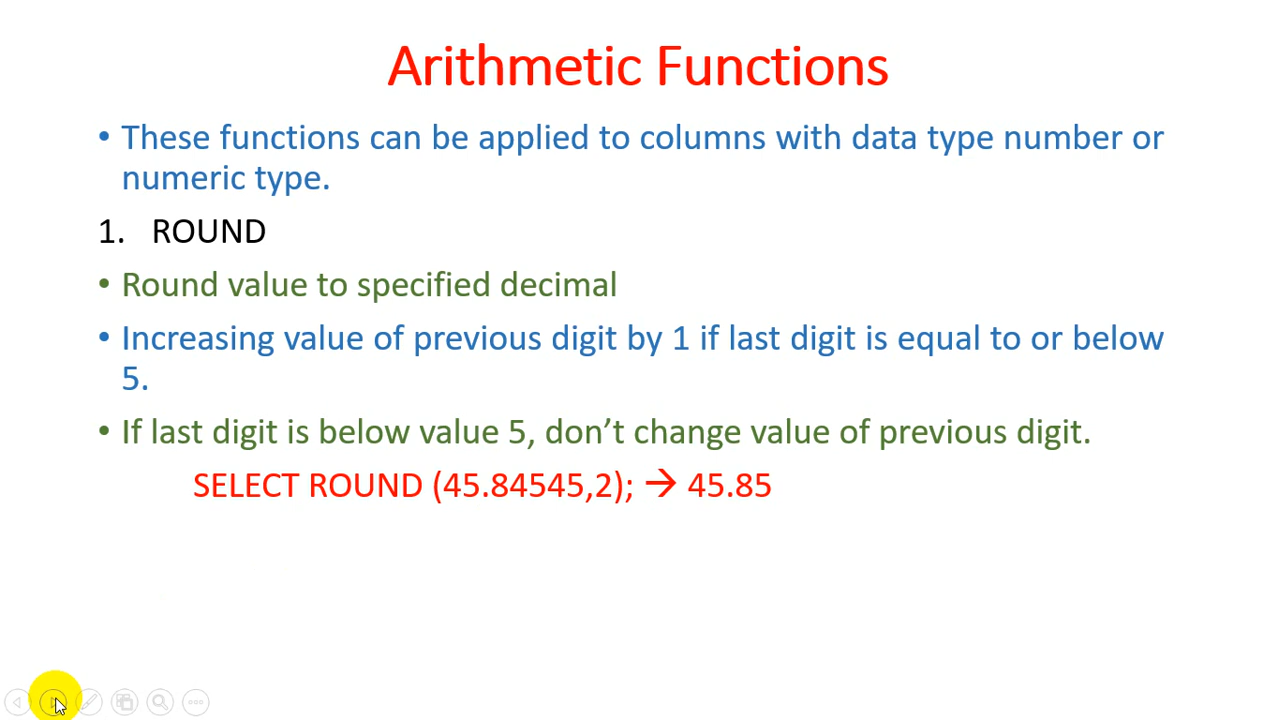 Arithmetic Functions
• These functions can be applied to columns with data type number or
numeric type.
1. ROUND
• Round value to specified decimal
• Increasing value of previous digit by 1 if last digit is equal to or below
5.
• If last digit is below value 5, don’t change value of previous digit.
SELECT ROUND (45.84545,2); → 45.85